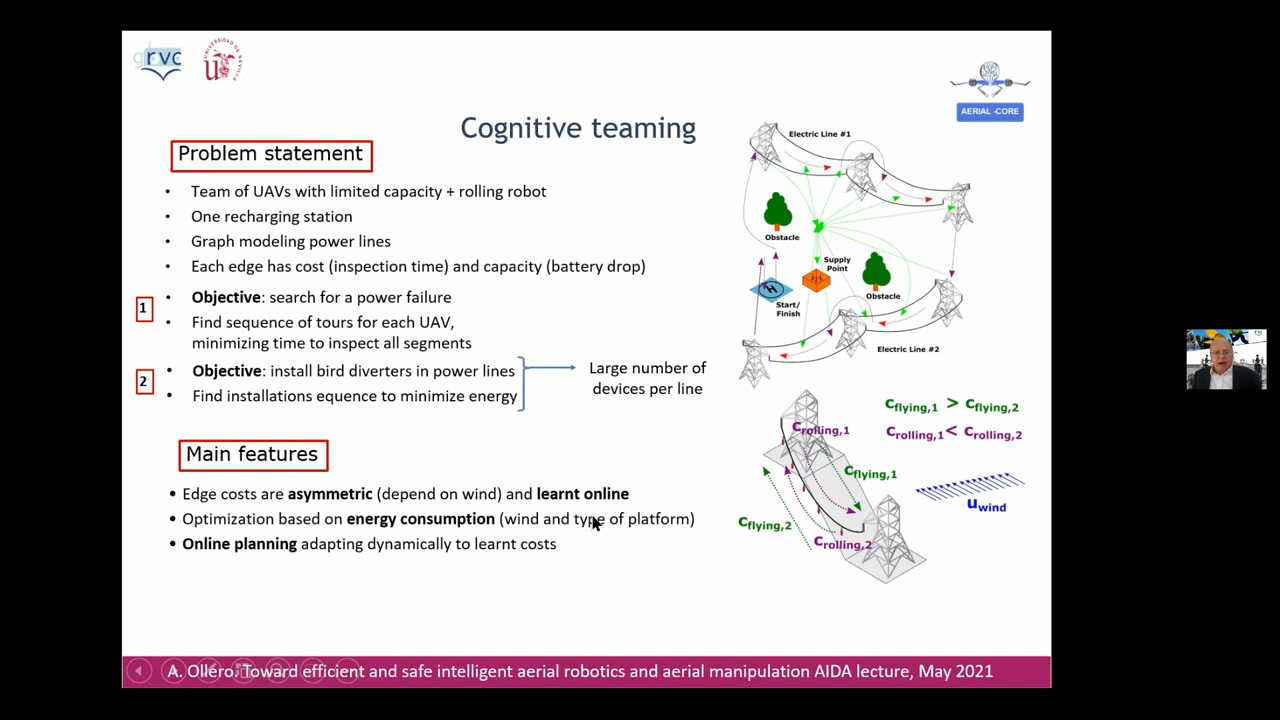 grvc
UNIVERSIDAD DE SEVILLA
AERIAL-CORE
Cognitive teaming
Problem statement
• Team of UAVs with limited capacity + rolling robot
• One recharging station
• Graph modeling power lines
• Each edge has cost (inspection time) and capacity (battery drop)
1
• Objective: search for a power failure
• Find sequence of tours for each UAV,
minimizing time to inspect all segments
2
• Objective: install bird diverters in power lines
• Find installations equence to minimize energy
Large number of
devices per line
Main features
• Edge costs are asymmetric (depend on wind) and learnt online
• Optimization based on energy consumption (wind and type of platform)
• Online planning adapting dynamically to learnt costs
Electric Line #1
Obstacle
Supply
Point
Obstacle
Start/
Finish
H
Electric Line #2
Cflying,1 > Cflying,2
Crolling,1 < Crolling,2
Crolling,1
Cflying,1
Cflying,2
Crolling,2
uwind
A. Ollero. Toward efficient and safe intelligent aerial robotics and aerial manipulation AIDA lecture, May 2021